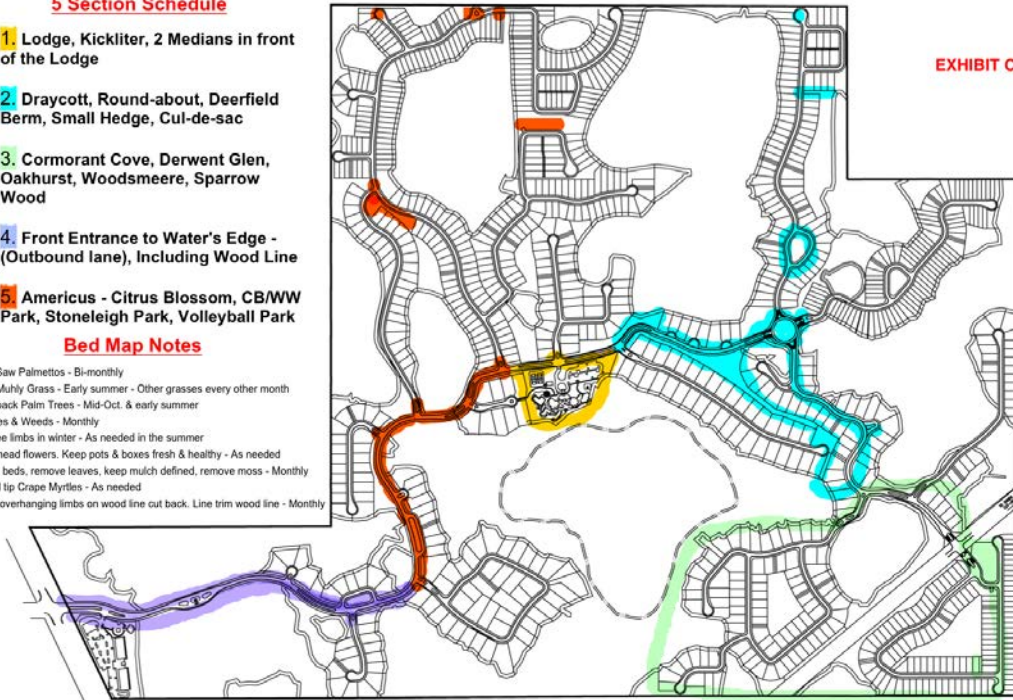 5 Section Schedule
1. Lodge, Kickliter, 2 Medians in front
of the Lodge
2. Draycott, Round-about, Deerfield
Berm, Small Hedge, Cul-de-sac
3. Cormorant Cove, Derwent Glen,
Oakhurst, Woodsmeere, Sparrow
Wood
4. Front Entrance to Water's Edge -
(Outbound lane), Including Wood Line
5. Americus - Citrus Blossom, CB/WW
Park, Stoneleigh Park, Volleyball Park
Bed Map Notes
Saw Palmettos - Bi-monthly
Muhly Grass - Early summer - Other grasses every other month
Palm Trees - Mid-Oct. & early summer
& Weeds - Monthly
limbs in winter - As needed in the summer
flowers. Keep pots & boxes fresh & healthy - As needed
beds, remove leaves, keep mulch defined, remove moss - Monthly
tip Crape Myrtles - As needed
overhanging limbs on wood line cut back. Line trim wood line - Monthly
EXHIBIT C